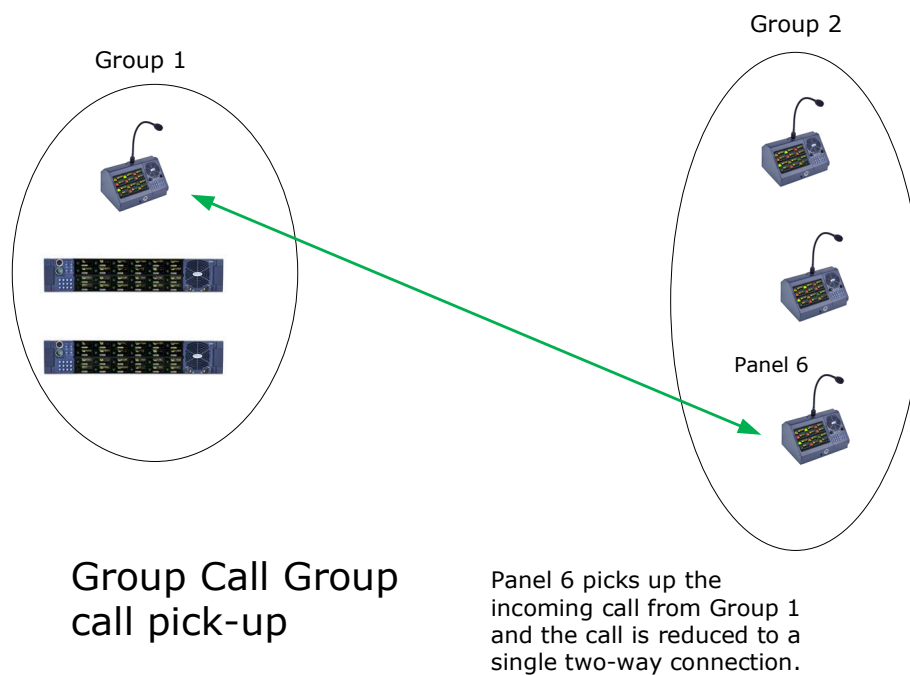 Group 2
Group 1
Panel 6
Group Call Group
call pick-up
Panel 6 picks up the
incoming call from Group 1
and the call is reduced to a
single two-way connection.